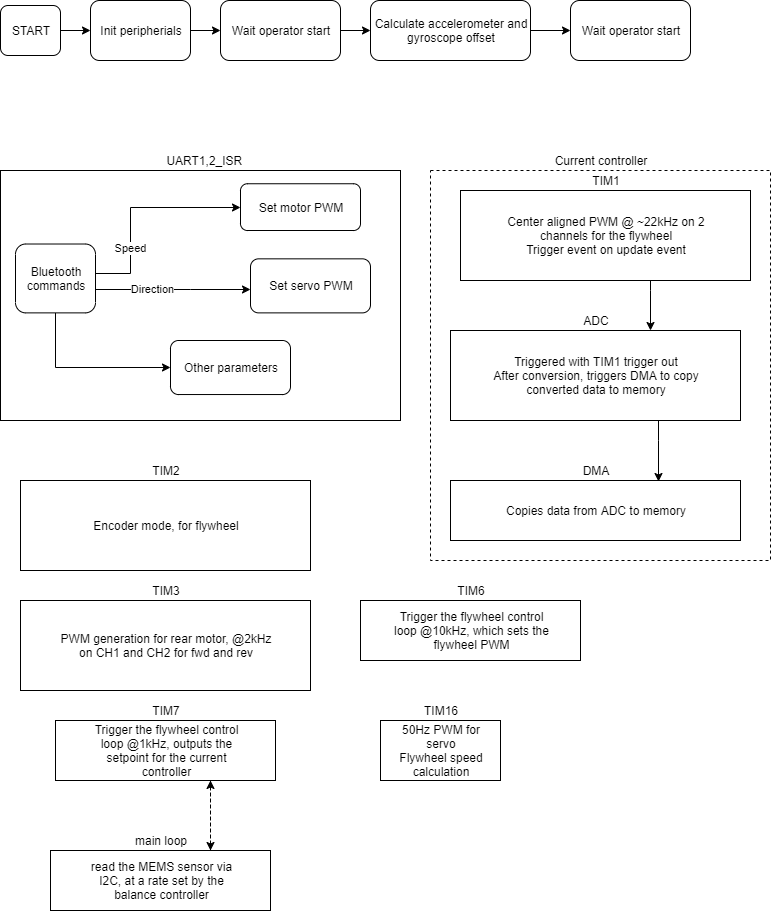 START
Init peripherials
Wait operator start
Calculate accelerometer and
gyroscope offset
Wait operator start
UART1,2_ISR
Set motor PWM
Speed
Bluetooth
commands
Direction
Set servo PWM
Other parameters
Current controller
TIM1
Center aligned PWM @ ~22kHz on 2
channels for the flywheel
Trigger event on update event
ADC
Triggered with TIM1 trigger out
After conversion, triggers DMA to copy
converted data to memory
DMA
Copies data from ADC to memory
TIM2
Encoder mode, for flywheel
TIM3
PWM generation for rear motor, @2kHz
on CH1 and CH2 for fwd and rev
TIM6
Trigger the flywheel control
loop @10kHz, which sets the
flywheel PWM
TIM7
Trigger the flywheel control
loop @1kHz, outputs the
setpoint for the current
controller
TIM16
50Hz PWM for
servo
Flywheel speed
calculation
main loop
read the MEMS sensor via
I2C, at a rate set by the
balance controller